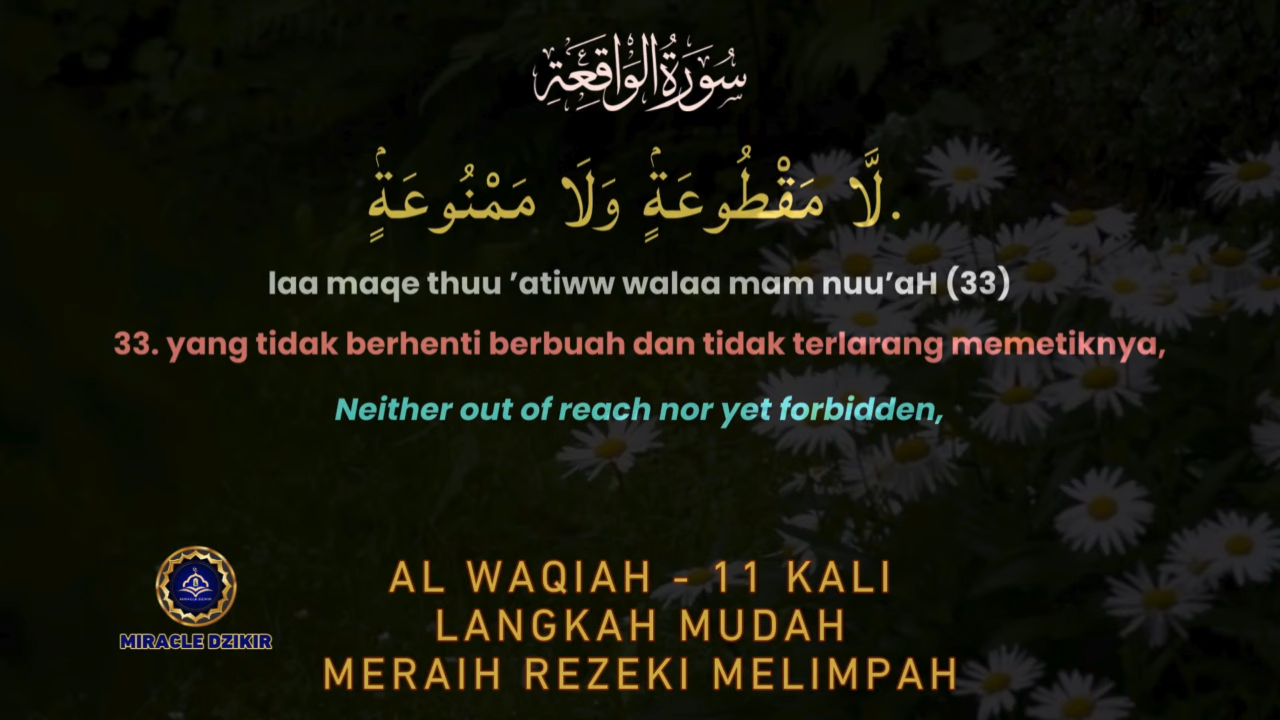 سُورَةُ الوَاقِعَةِ
لَّا مَقْطُوعَةٍۢ وَلَا مَمْنُوعَةٍۢ.
laa maqe thuu ’atiww walaa mam nuu’aH (33)
33. yang tidak berhenti berbuah dan tidak terlarang memetiknya,
Neither out of reach nor yet forbidden,
MIRACLE DZIKIR
AL WAQIAH - 11 KALI
LANGKAH MUDAH
MERAIH REZEKI MELIMPAH